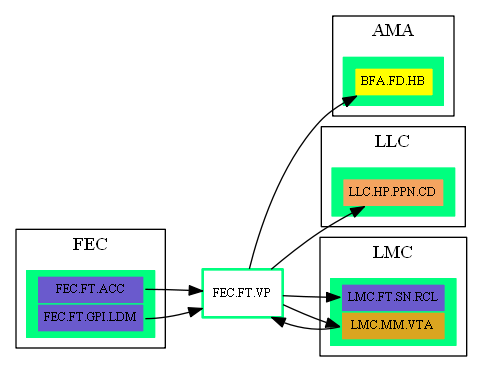 AMA
BFA.FD.HB
LLC
LLC.HP.PPN.CD
LMC
LMC.FT.SN.RCL
LMC.MM.VTA
FEC
FEC.FT.ACC
FEC.FT.GPI.LDM
FEC.FT.VP